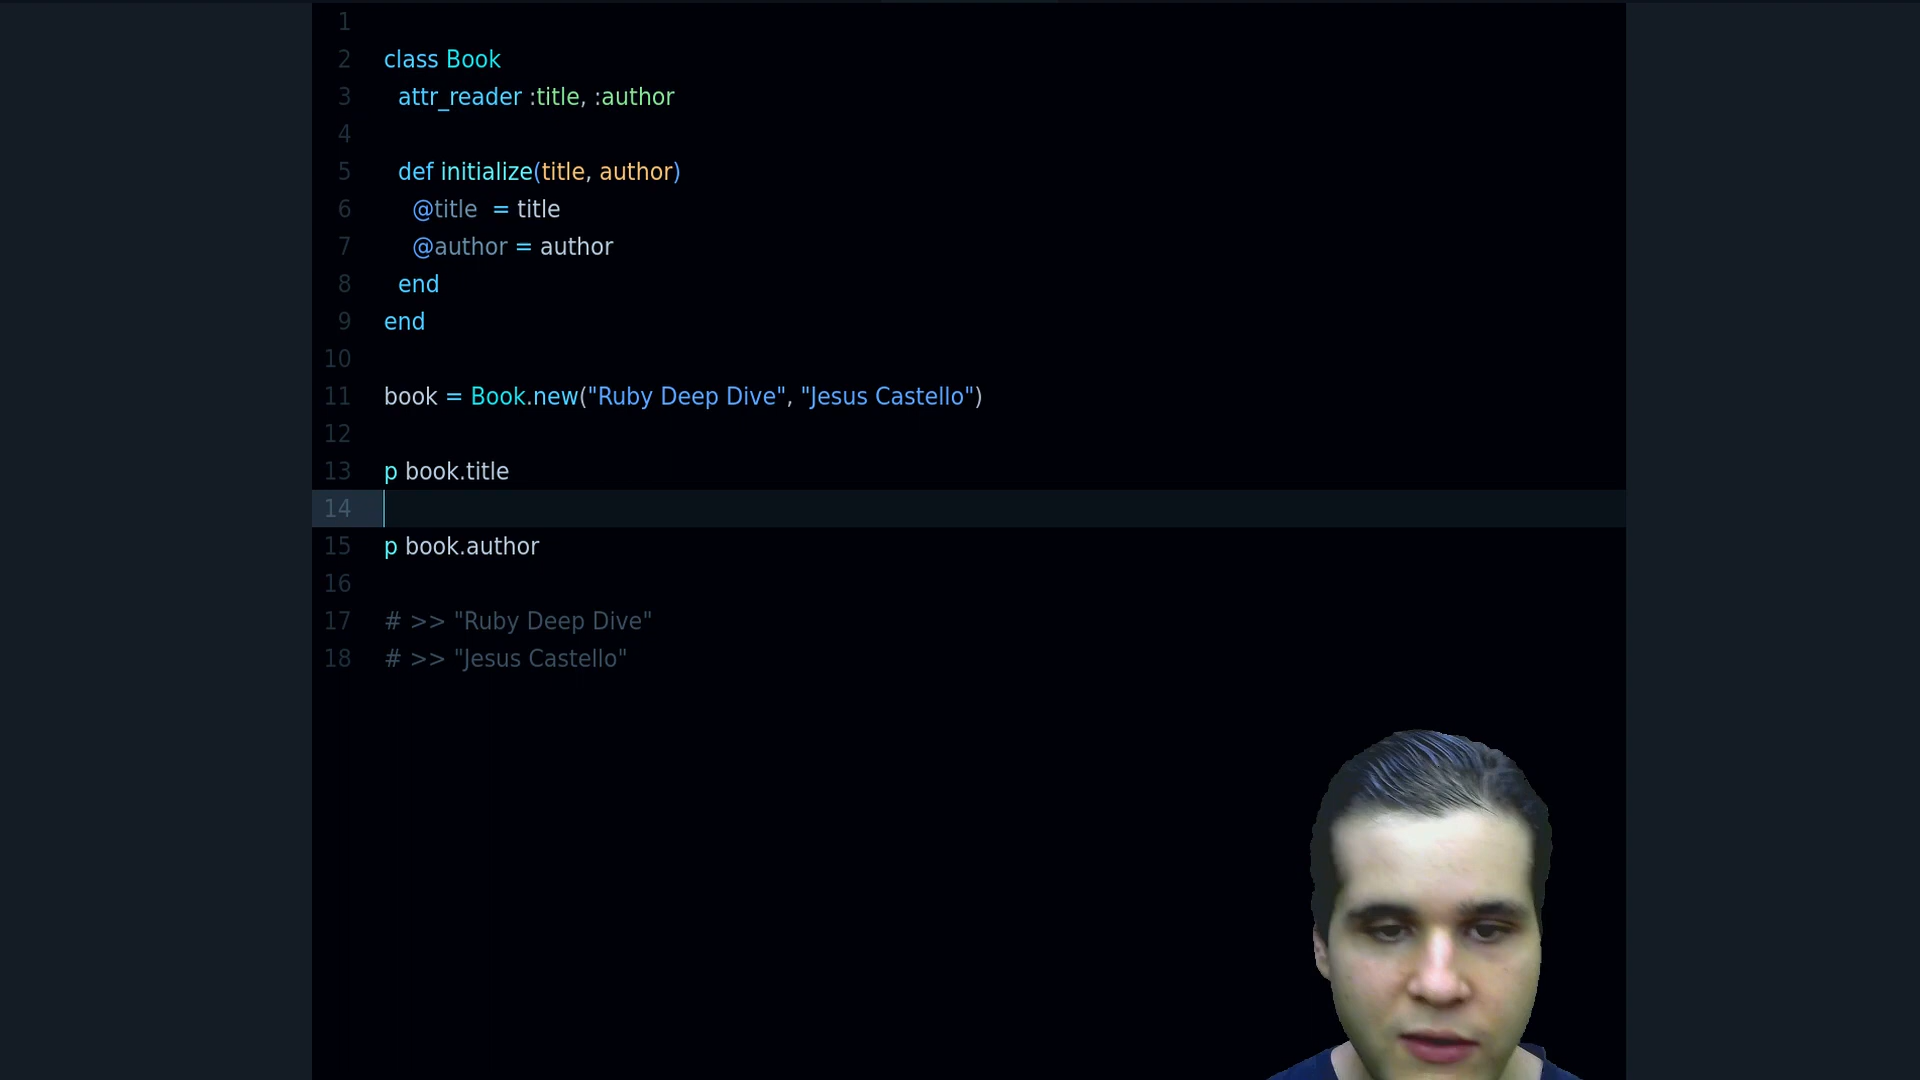 1
2 class Book
3   attr_reader :title, :author
4
5   def initialize(title, author)
6     @title  = title
7     @author = author
8   end
9 end
10
11 book = Book.new("Ruby Deep Dive", "Jesus Castello")
12
13 p book.title
14
15 p book.author
16
17 # >> "Ruby Deep Dive"
18 # >> "Jesus Castello"